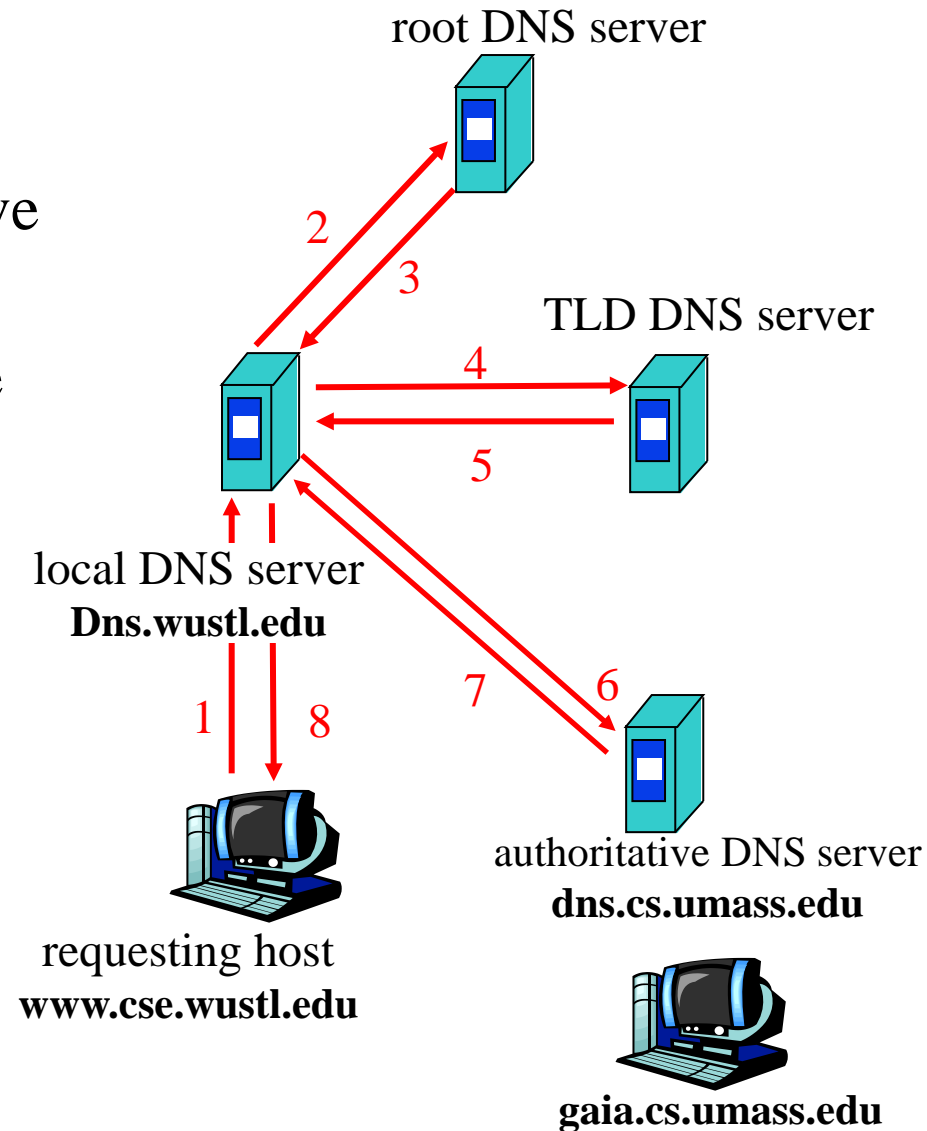 root DNS server
2
3
TLD DNS server
4
5
local DNS server
Dns.wustl.edu
1
8
7
6
authoritative DNS server
dns.cs.umass.edu
requesting host
www.cse.wustl.edu
gaia.cs.umass.edu